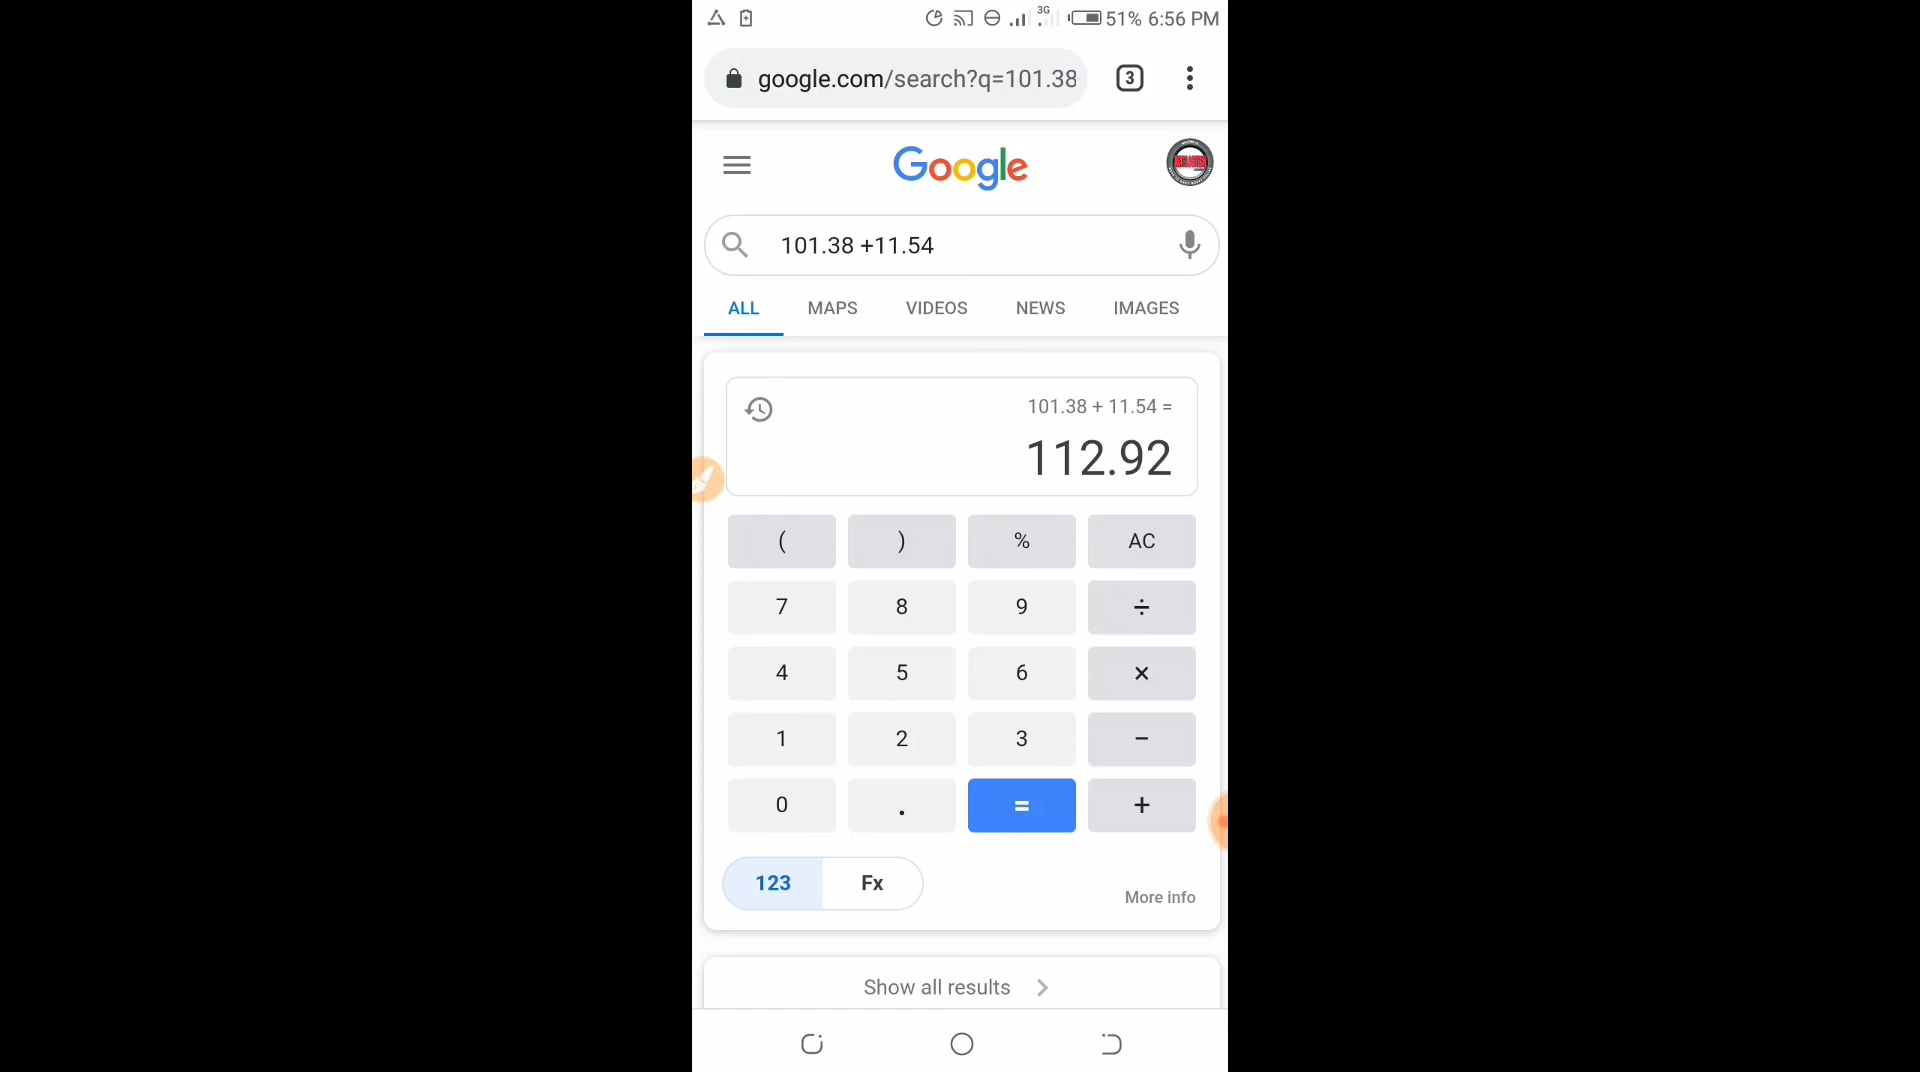 3G
51% 6:56 PM
google.com/search?q=101.38
3
Google
101.38 +11.54
ALL MAPS VIDEOS NEWS IMAGES
101.38 + 11.54 =
112.92
( ) % AC
7 8 9 ÷
4 5 6 ×
1 2 3 −
0 . = +
123 Fx
More info
Show all results